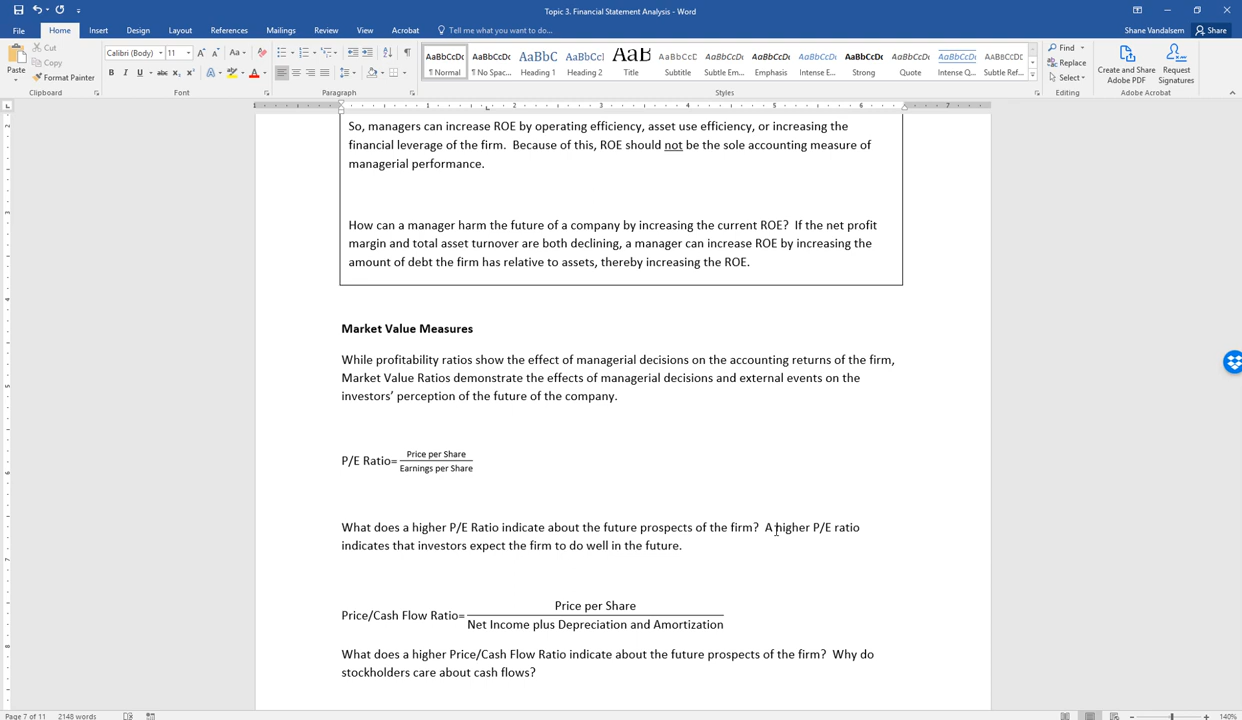 Topic 3. Financial Statement Analysis - Word
File Home Insert Design Layout References Mailings Review View Acrobat Tell me what you want to do... Shane Vandalsem Share
Paste Cut Copy Format Painter Clipboard
Calibri (Body) 11 Aa B I U abc x₂ x² A Font
Paragraph
AaBbCcDc ¶ Normal AaBbCcDc ¶ No Spac... AaBbC Heading 1 AaBbCcl Heading 2 AaB Title AaBbCcD Subtitle AaBbCcDc Subtle Em... AaBbCcDc Emphasis AaBbCcDc Intense E... AaBbCcDc Strong AaBbCcDc Quote AaBbCcDc Intense Q... AABBCCDC Subtle Ref...
Styles
Find Replace Select Editing
Create and Share Adobe PDF Request Signatures Adobe Acrobat
So, managers can increase ROE by operating efficiency, asset use efficiency, or increasing the
financial leverage of the firm. Because of this, ROE should not be the sole accounting measure of
managerial performance.
How can a manager harm the future of a company by increasing the current ROE? If the net profit
margin and total asset turnover are both declining, a manager can increase ROE by increasing the
amount of debt the firm has relative to assets, thereby increasing the ROE.
Market Value Measures
While profitability ratios show the effect of managerial decisions on the accounting returns of the firm,
Market Value Ratios demonstrate the effects of managerial decisions and external events on the
investors’ perception of the future of the company.
P/E Ratio= Price per Share
Earnings per Share
What does a higher P/E Ratio indicate about the future prospects of the firm? A higher P/E ratio
indicates that investors expect the firm to do well in the future.
Price/Cash Flow Ratio= Price per Share
Net Income plus Depreciation and Amortization
What does a higher Price/Cash Flow Ratio indicate about the future prospects of the firm? Why do
stockholders care about cash flows?
Page 7 of 11 2148 words 140%